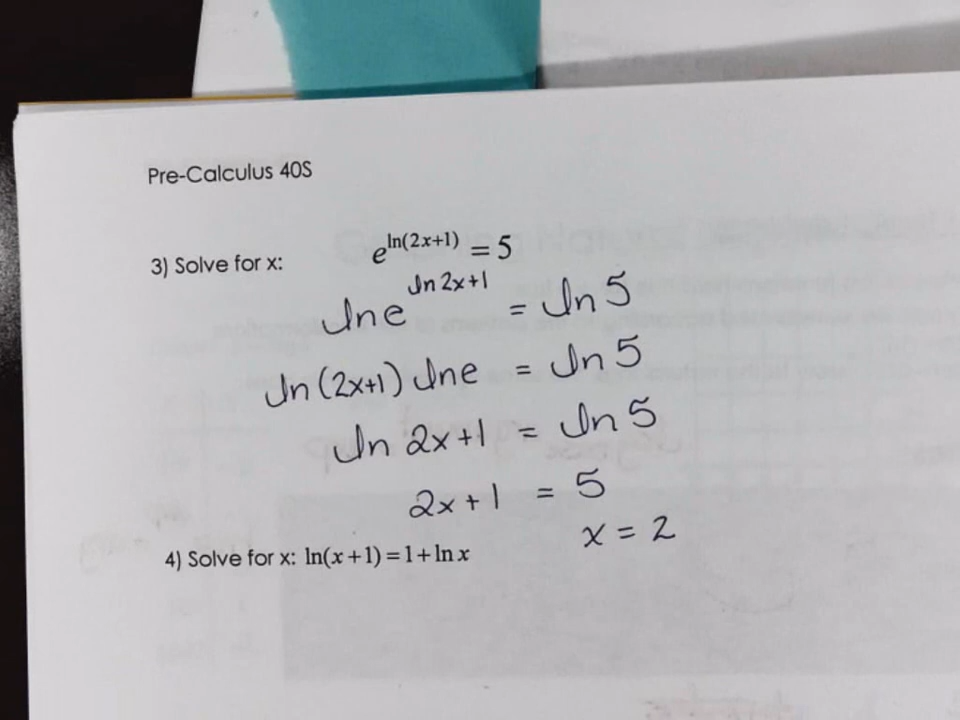 Pre-Calculus 40S
3) Solve for x: e^{ln(2x+1)} = 5
ln e^{ln 2x+1} = ln 5
ln (2x+1) ln e = ln 5
ln 2x+1 = ln 5
2x+1 = 5
x = 2
4) Solve for x: ln(x+1) = 1 + ln x